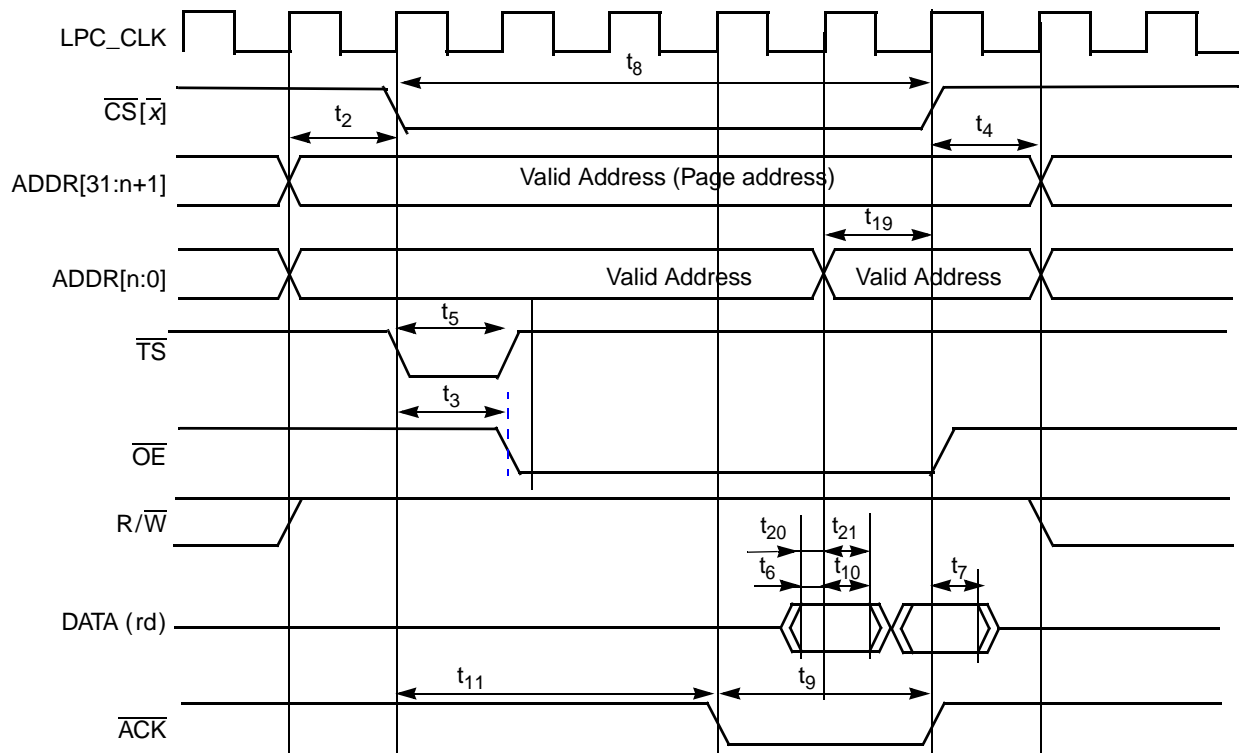 LPC_CLK
t8
CS[x]
t2
t4
ADDR[31:n+1]
Valid Address (Page address)
t19
ADDR[n:0]
Valid Address
Valid Address
t5
TS
t3
OE
R/W
t20
t21
t6
t10
t7
DATA (rd)
t11
t9
ACK